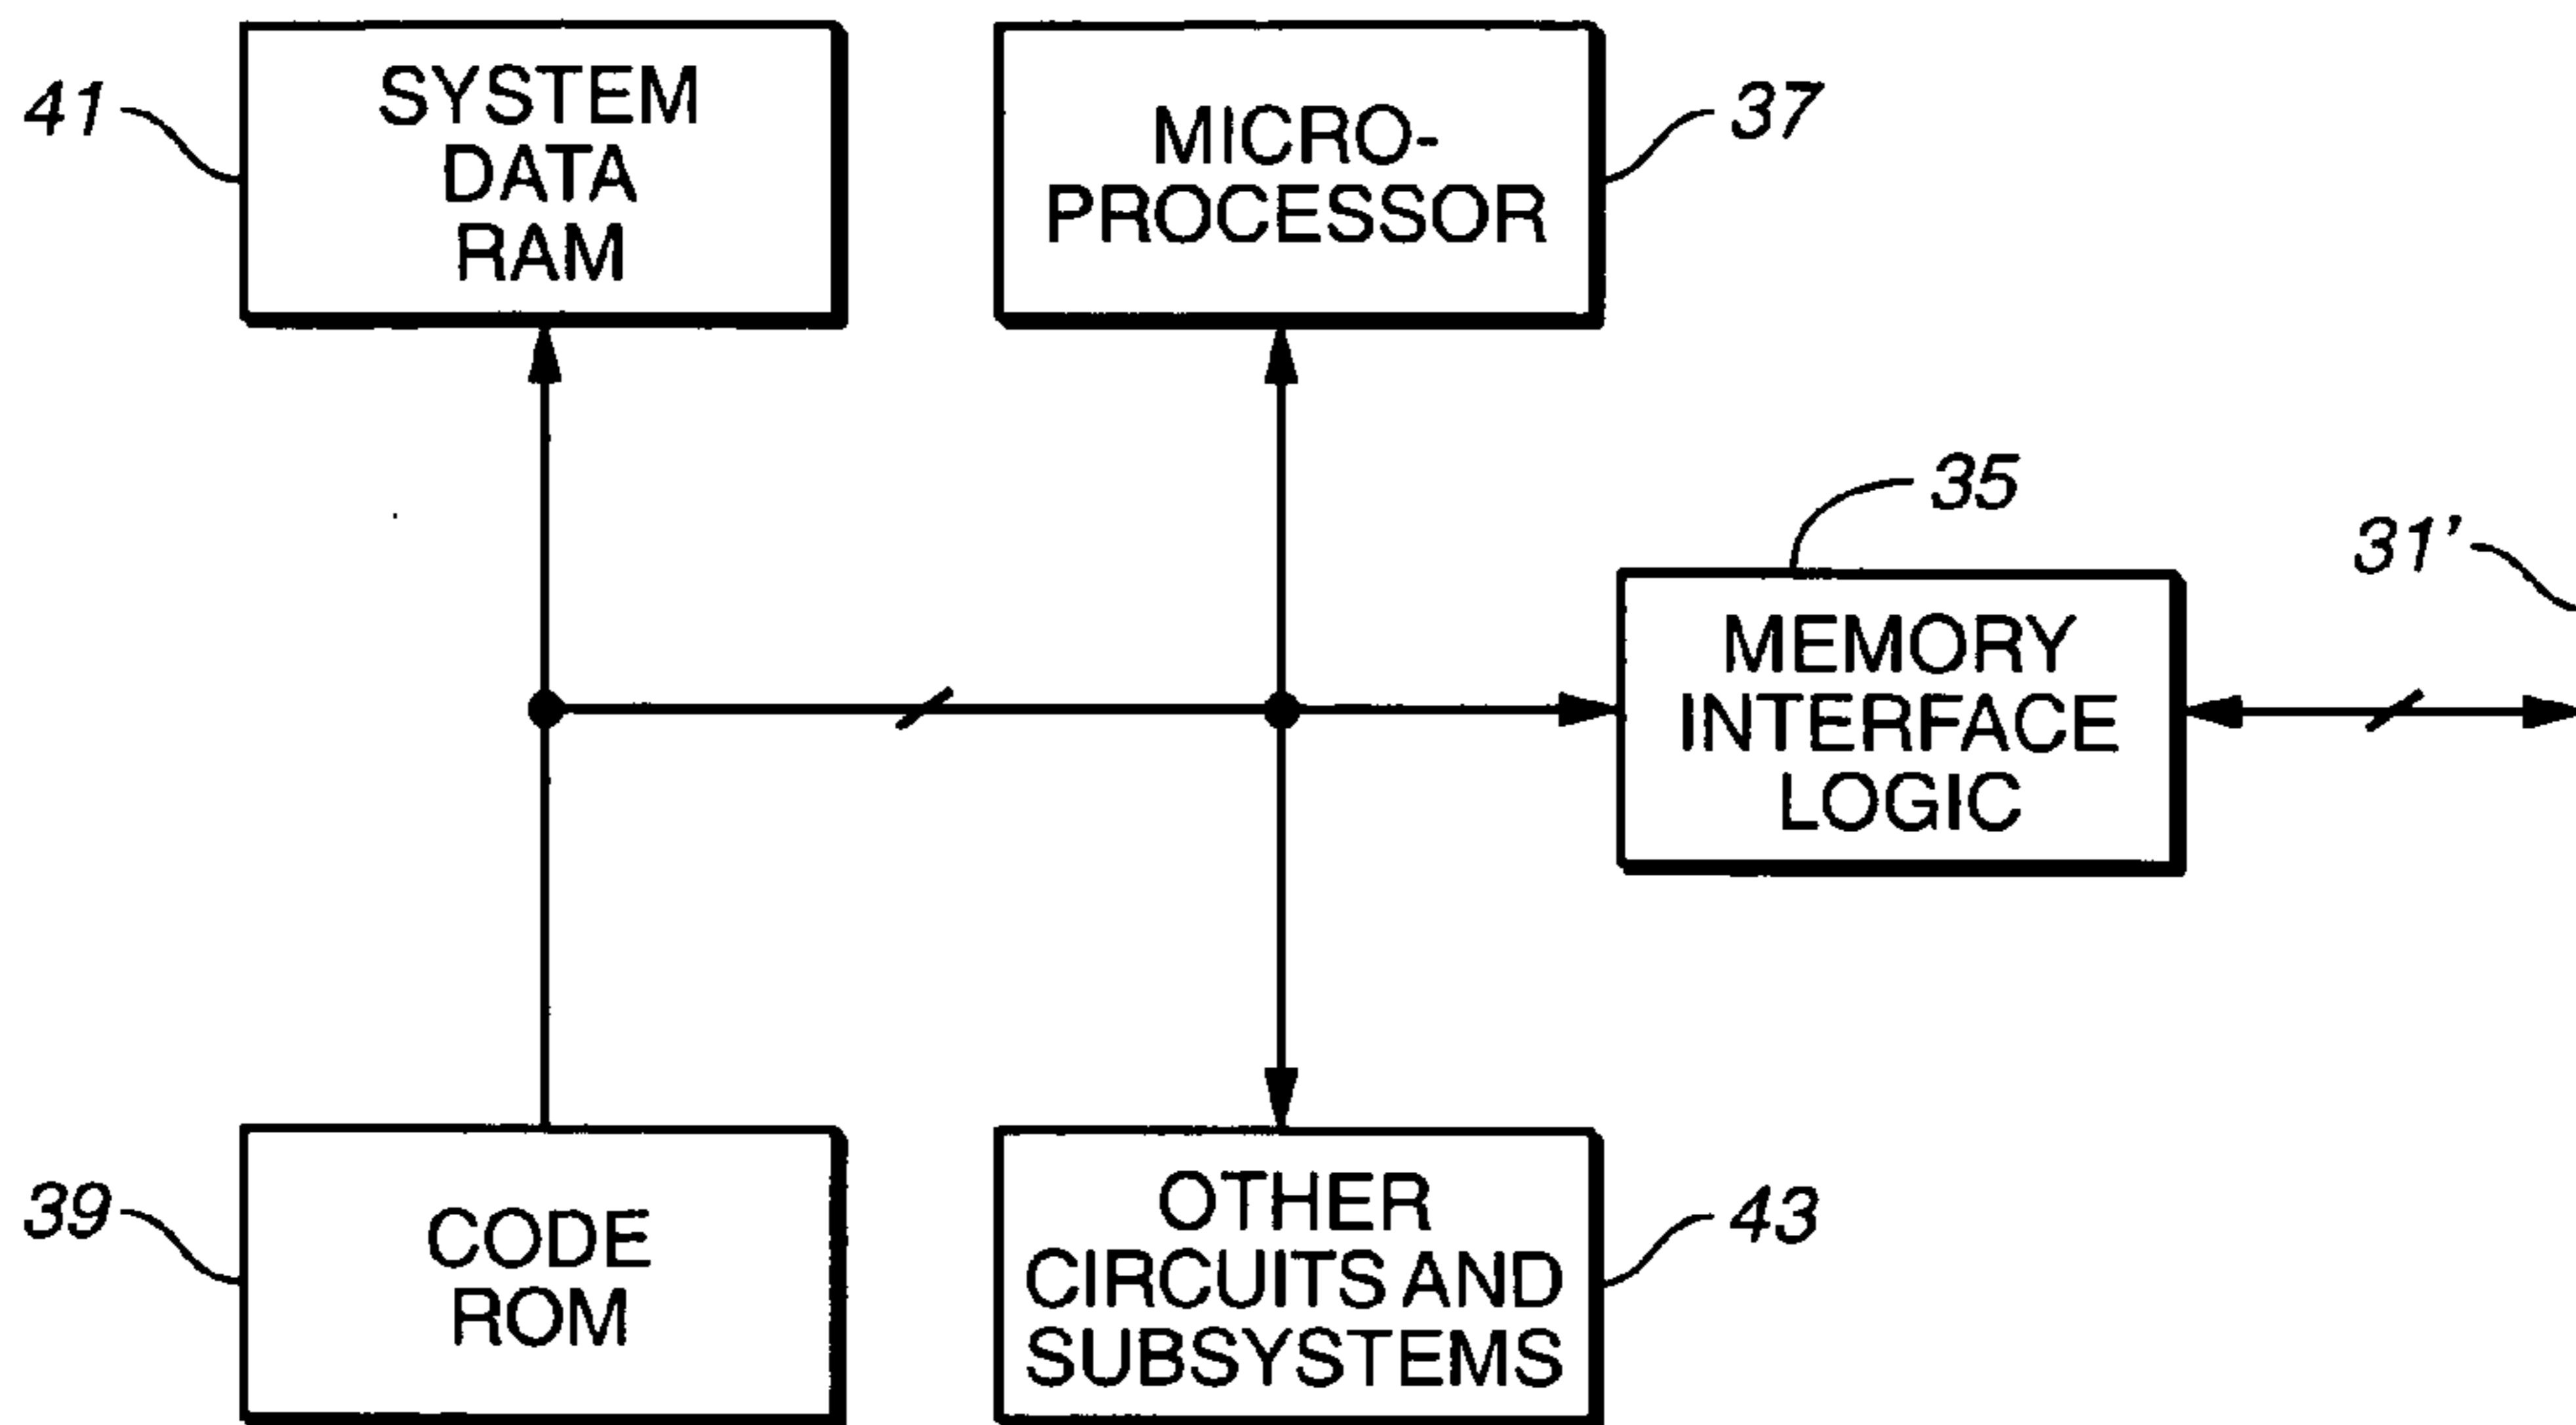 41
SYSTEM
DATA
RAM
MICRO-
PROCESSOR
37
35
MEMORY
INTERFACE
LOGIC
31’
39
CODE
ROM
OTHER
CIRCUITS AND
SUBSYSTEMS
43